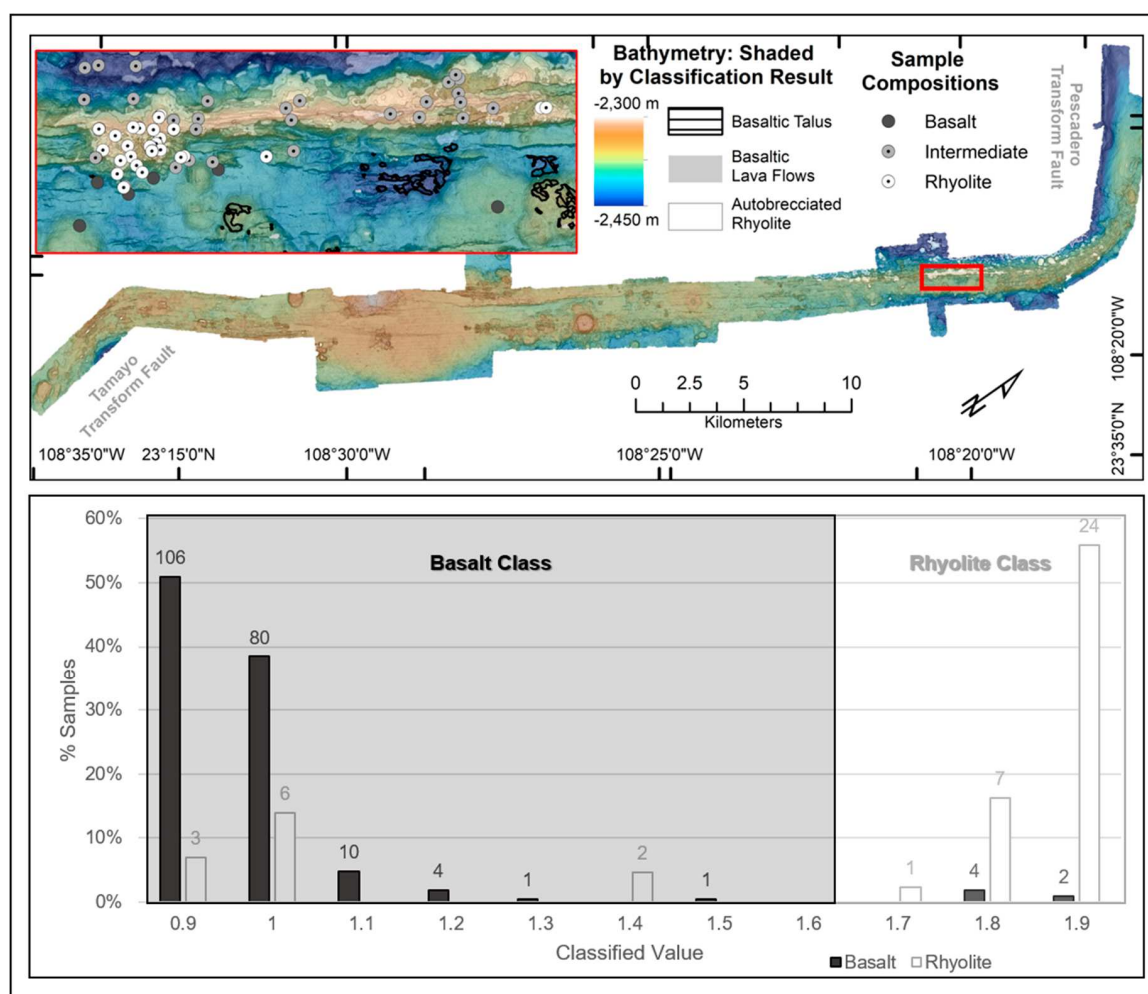 Bathymetry: Shaded
by Classification Result
-2,300 m
-2,450 m
Basaltic Talus
Basaltic
Lava Flows
Autobrecciated
Rhyolite
Sample
Compositions
Basalt
Intermediate
Rhyolite
Pescadero
Transform Fault
Tamayo
Transform Fault
0 2.5 5 10
Kilometers
N
108°20'0"W
23°35'0"N
108°35'0"W 23°15'0"N 108°30'0"W 108°25'0"W 108°20'0"W
60%
50%
40%
30%
20%
10%
0%
% Samples
Basalt Class
Rhyolite Class
106
3
80
6
10
4
1
2
1
1
4
7
2
24
0.9 1 1.1 1.2 1.3 1.4 1.5 1.6 1.7 1.8 1.9
Classified Value
Basalt Rhyolite